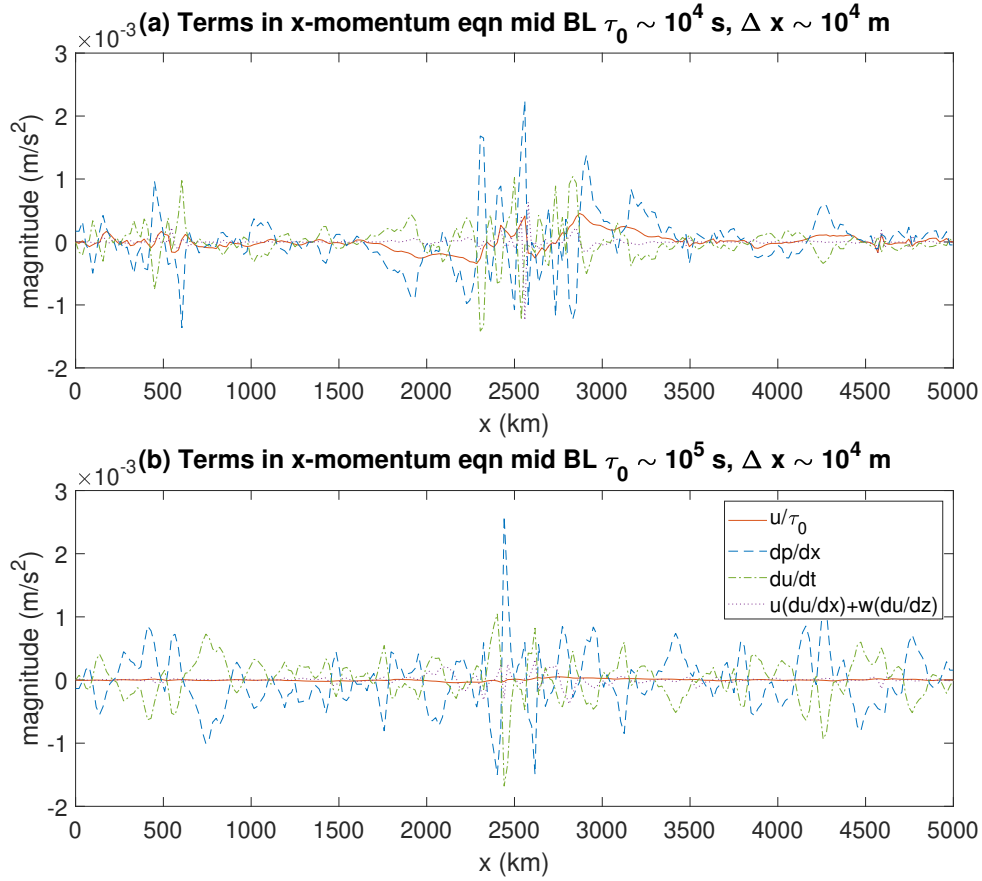 (a) Terms in x-momentum eqn mid BL τ₀ ~ 10⁴ s, Δ x ~ 10⁴ m
×10⁻³
3
2
1
0
-1
-2
magnitude (m/s²)
0 500 1000 1500 2000 2500 3000 3500 4000 4500 5000
x (km)
(b) Terms in x-momentum eqn mid BL τ₀ ~ 10⁵ s, Δ x ~ 10⁴ m
×10⁻³
3
2
1
0
-1
-2
magnitude (m/s²)
u/τ₀
dp/dx
du/dt
u(du/dx)+w(du/dz)
0 500 1000 1500 2000 2500 3000 3500 4000 4500 5000
x (km)